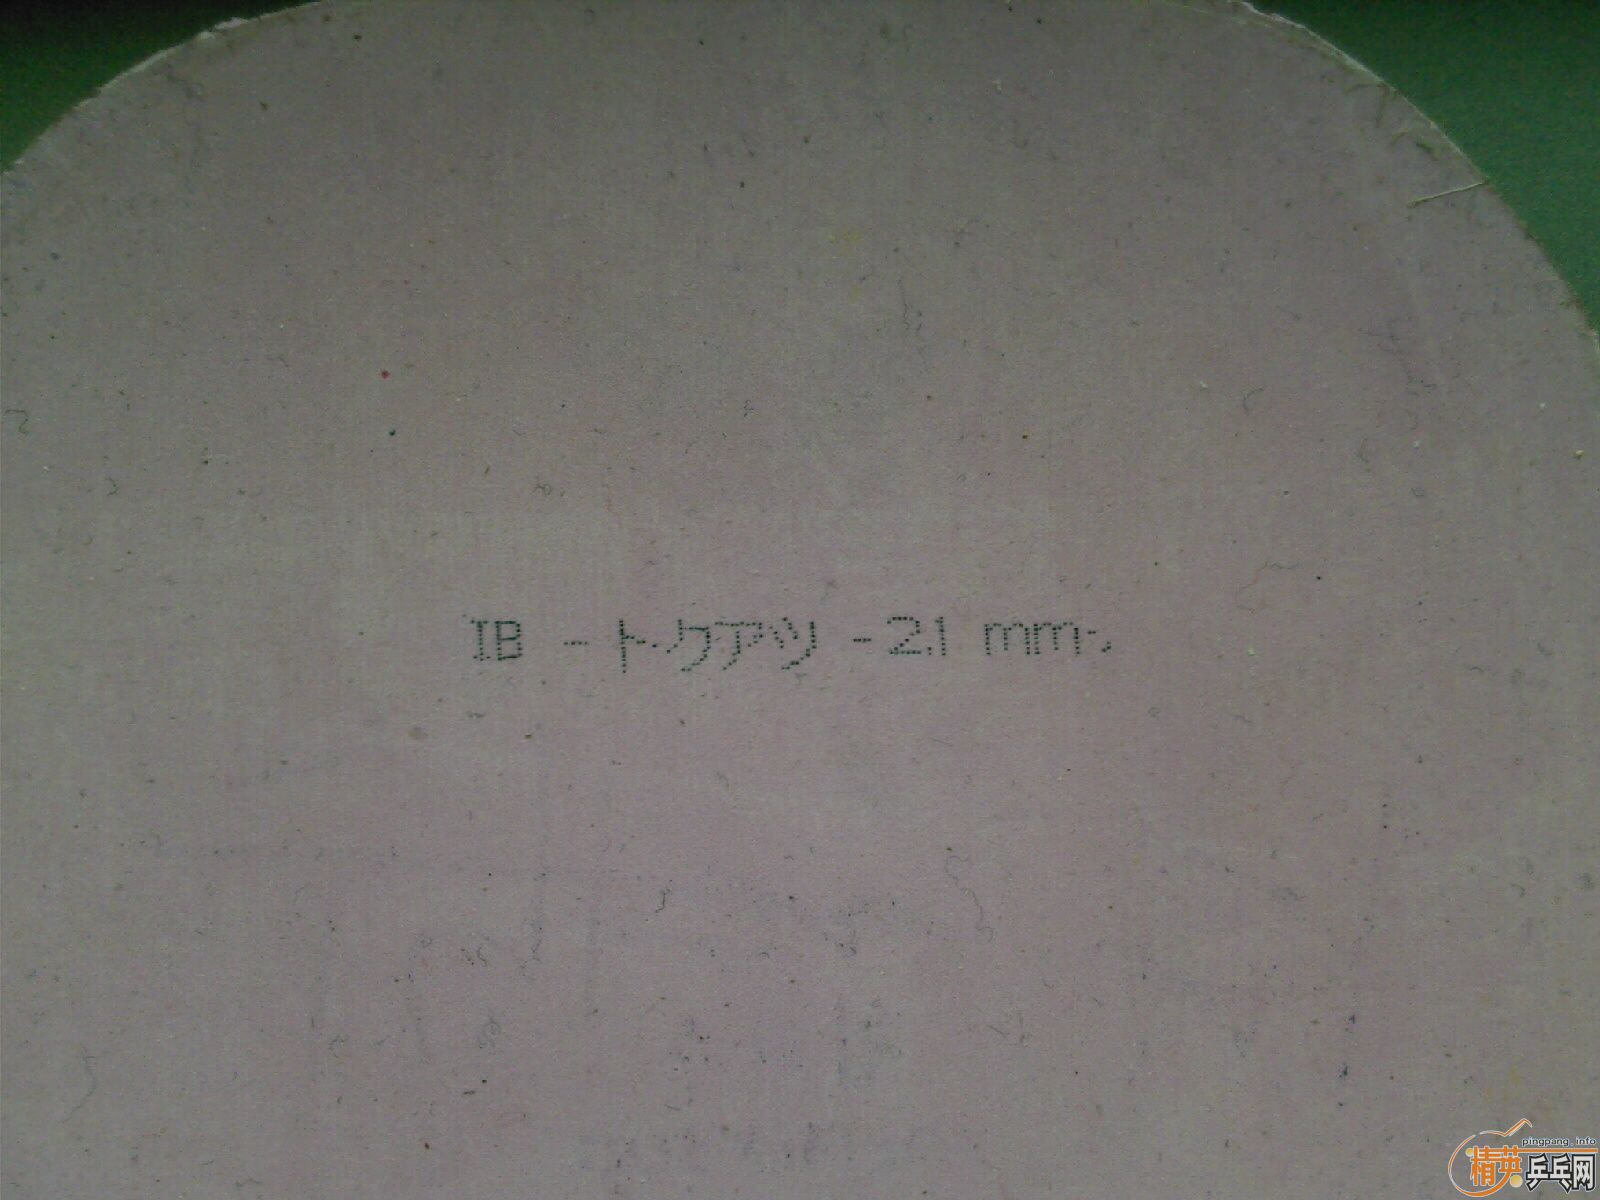 IB - トクアツ - 2.1 mm
pingpang.info
精英乒乓网